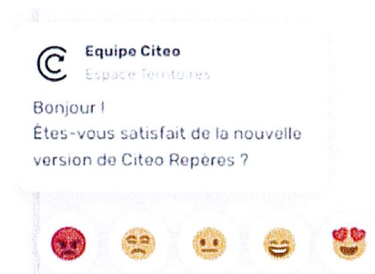 Equipe Citeo
Espace Territoires
Bonjour !
Êtes-vous satisfait de la nouvelle
version de Citeo Repères ?